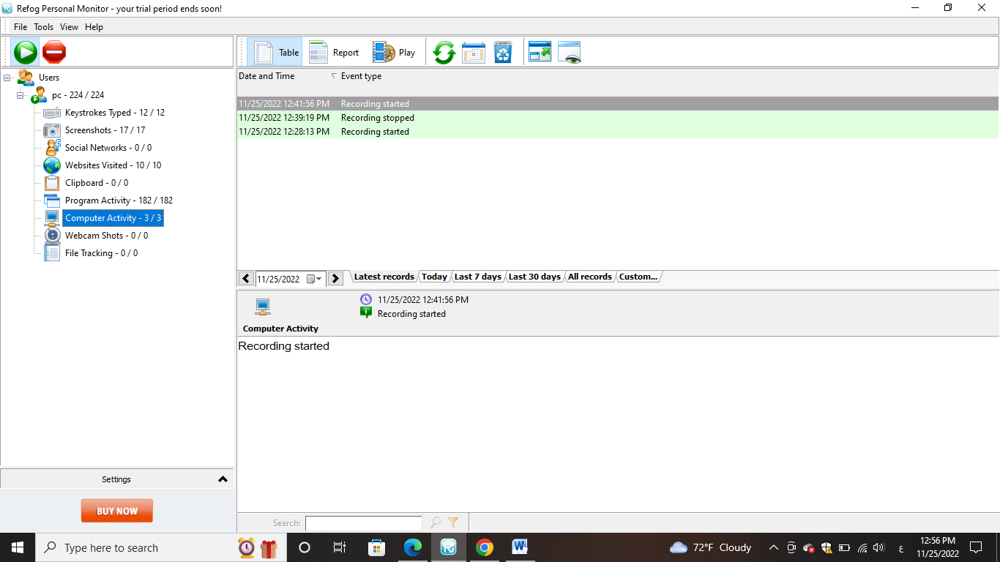 Refog Personal Monitor - your trial period ends soon!
File Tools View Help
Table Report Play
Users
pc - 224 / 224
Keystrokes Typed - 12 / 12
Screenshots - 17 / 17
Social Networks - 0 / 0
Websites Visited - 10 / 10
Clipboard - 0 / 0
Program Activity - 182 / 182
Computer Activity - 3 / 3
Webcam Shots - 0 / 0
File Tracking - 0 / 0
Settings
BUY NOW
Date and Time Event type
11/25/2022 12:41:56 PM Recording started
11/25/2022 12:39:19 PM Recording stopped
11/25/2022 12:28:13 PM Recording started
11/25/2022 Latest records Today Last 7 days Last 30 days All records Custom...
11/25/2022 12:41:56 PM
Recording started
Computer Activity
Recording started
Search:
Type here to search
72°F Cloudy
ع
12:56 PM
11/25/2022